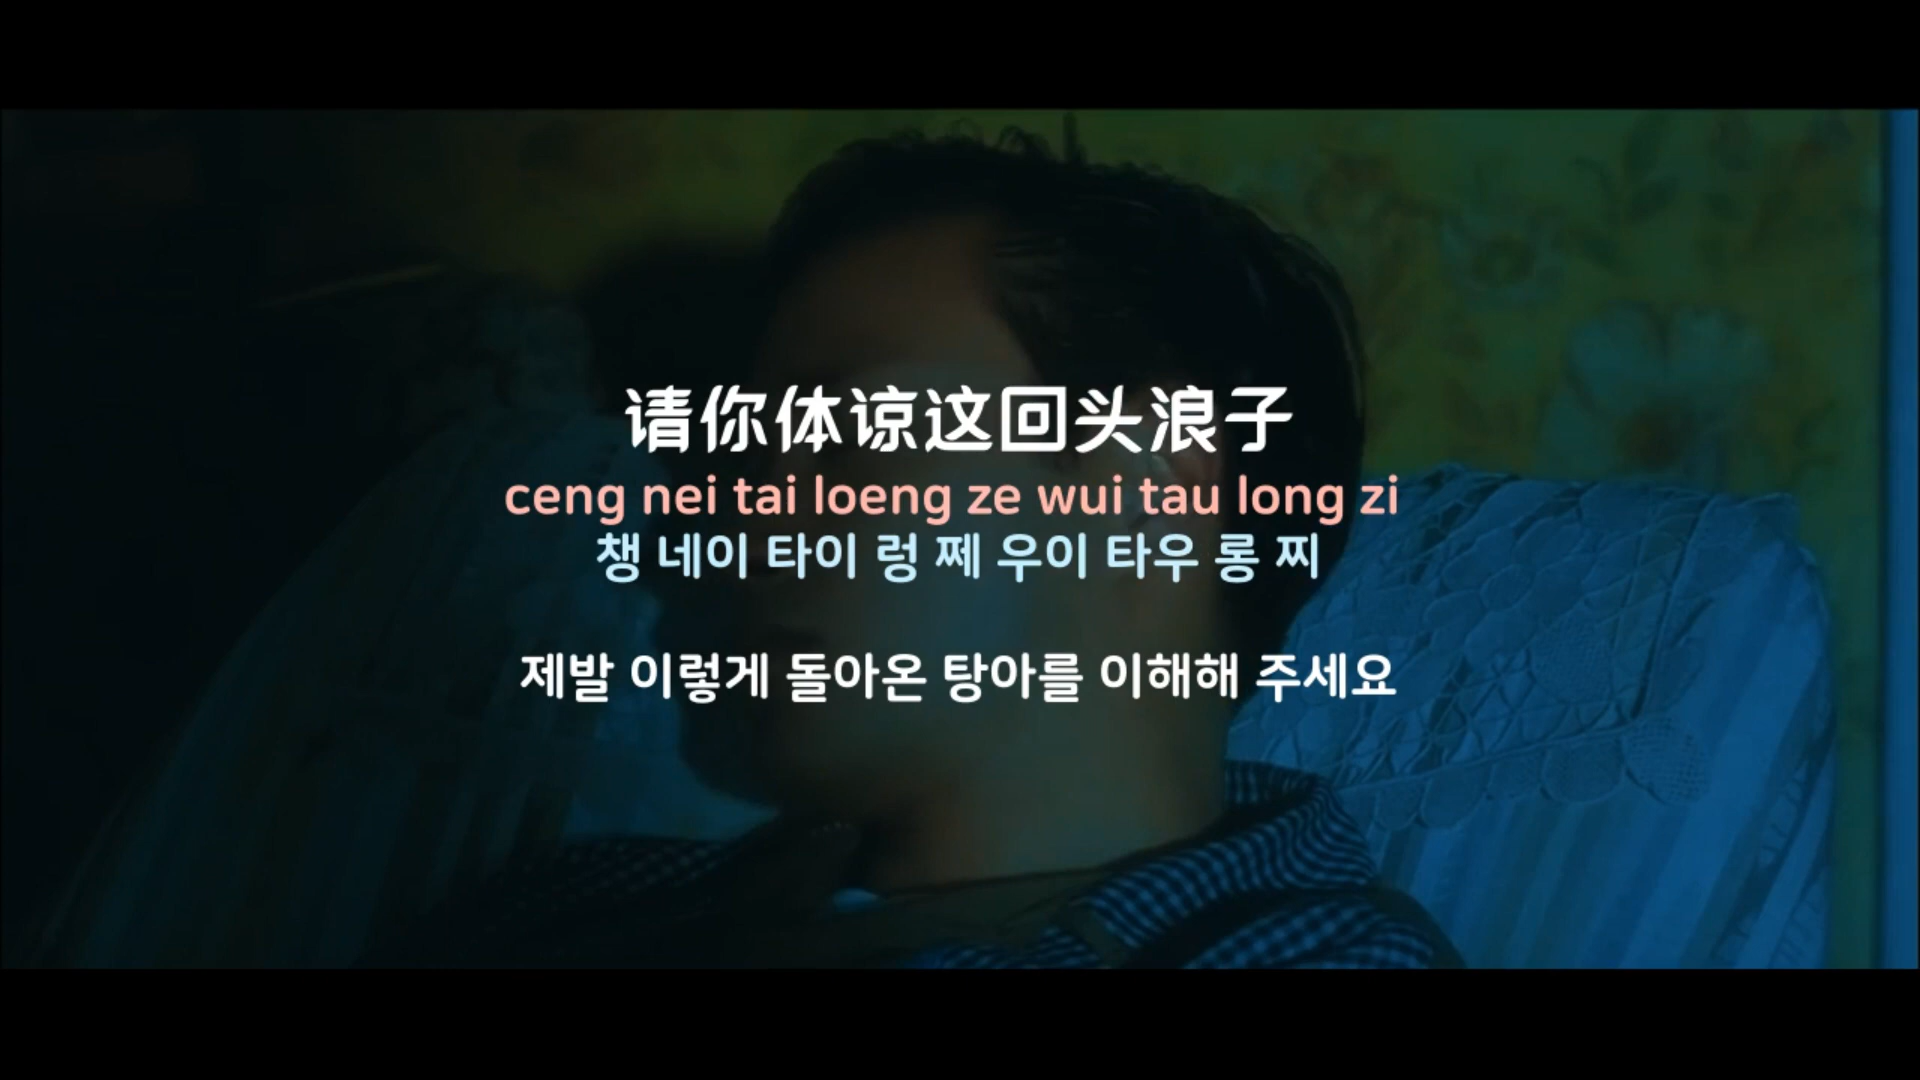 请你体谅这回头浪子
ceng nei tai loeng ze wui tau long zi
챙 네이 타이 렁 쩨 우이 타우 롱 찌
제발 이렇게 돌아온 탕아를 이해해 주세요